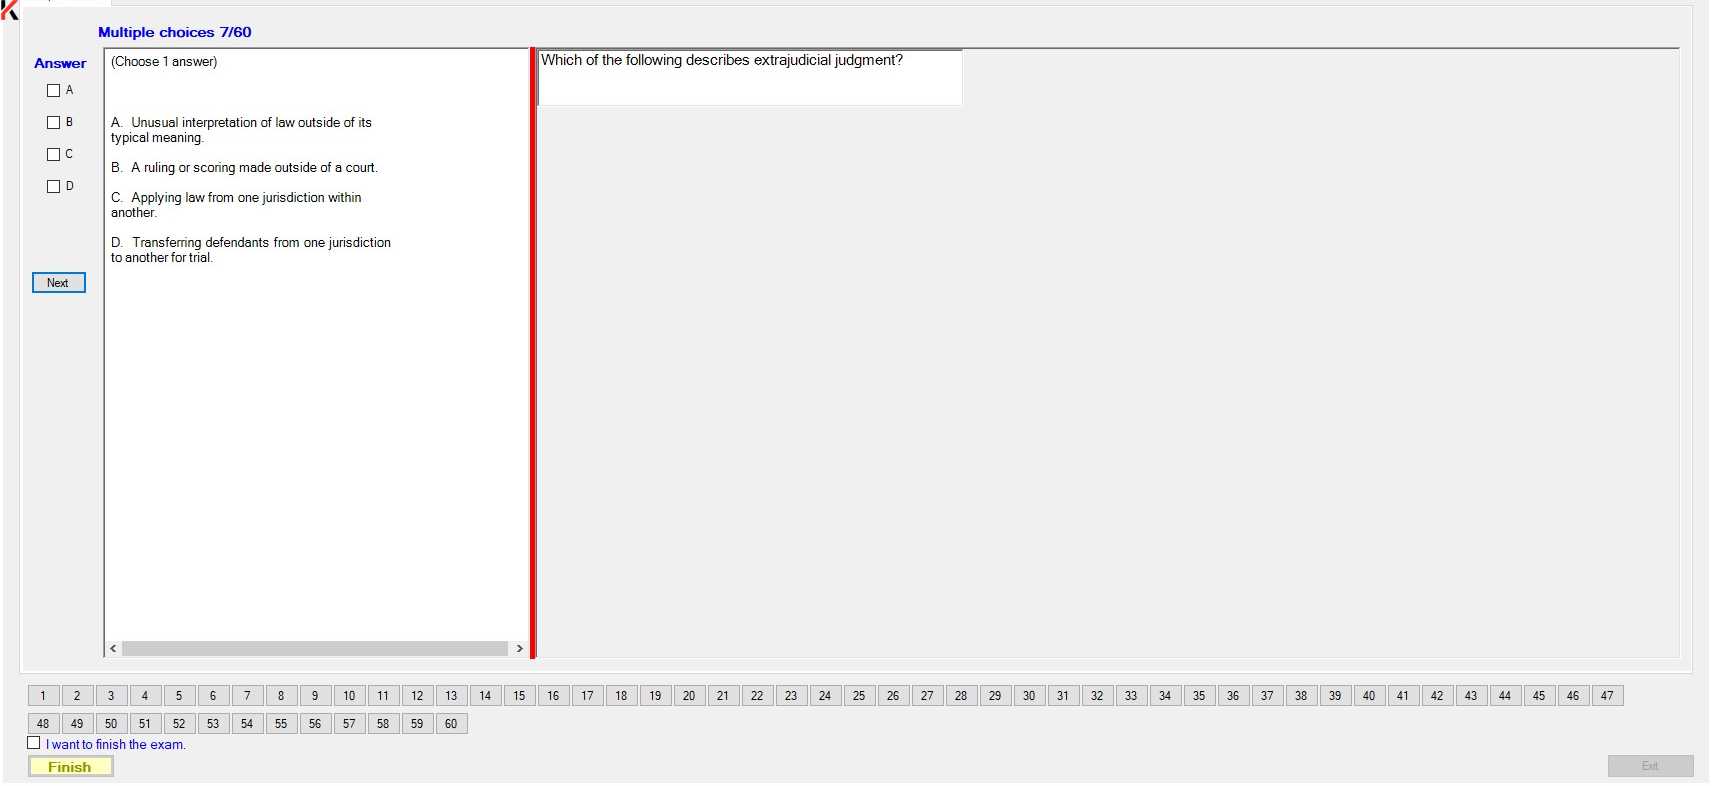 Multiple choices 7/60
Answer
A
B
C
D
Next
(Choose 1 answer)
A. Unusual interpretation of law outside of its
typical meaning.
B. A ruling or scoring made outside of a court.
C. Applying law from one jurisdiction within
another.
D. Transferring defendants from one jurisdiction
to another for trial.
Which of the following describes extrajudicial judgment?
1 2 3 4 5 6 7 8 9 10 11 12 13 14 15 16 17 18 19 20 21 22 23 24 25 26 27 28 29 30 31 32 33 34 35 36 37 38 39 40 41 42 43 44 45 46 47
48 49 50 51 52 53 54 55 56 57 58 59 60
I want to finish the exam.
Finish
Exit